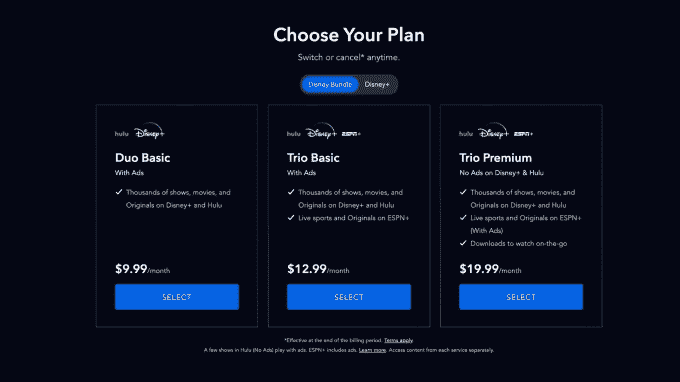 Choose Your Plan
Switch or cancel* anytime.
Disney Bundle
Disney+
hulu Disney+
Duo Basic
With Ads
Thousands of shows, movies, and
Originals on Disney+ and Hulu
$9.99/month
SELECT
hulu Disney+ ESPN+
Trio Basic
With Ads
Thousands of shows, movies, and
Originals on Disney+ and Hulu
Live sports and Originals on ESPN+
$12.99/month
SELECT
hulu Disney+ ESPN+
Trio Premium
No Ads on Disney+ & Hulu
Thousands of shows, movies, and
Originals on Disney+ and Hulu
Live sports and Originals on ESPN+
(With Ads)
Downloads to watch on-the-go
$19.99/month
SELECT
*Effective at the end of the billing period. Terms apply.
A few shows in Hulu (No Ads) play with ads. ESPN+ includes ads. Learn more. Access content from each service separately.